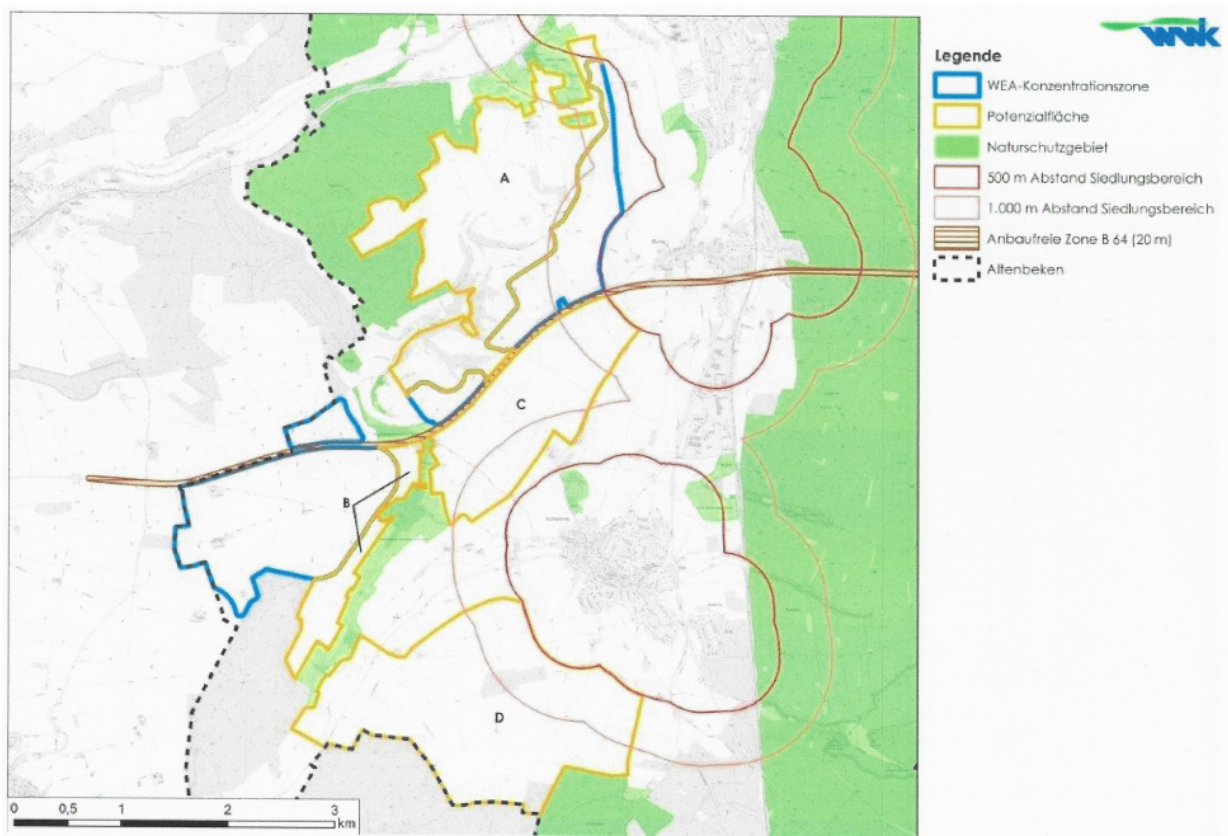 wwk
Legende
WEA-Konzentrationszone
Potenzialfläche
Naturschutzgebiet
500 m Abstand Siedlungsbereich
1.000 m Abstand Siedlungsbereich
Anbaufreie Zone B 64 (20 m)
Altenbeken
A
C
B
D
0 0,5 1 2 3
km